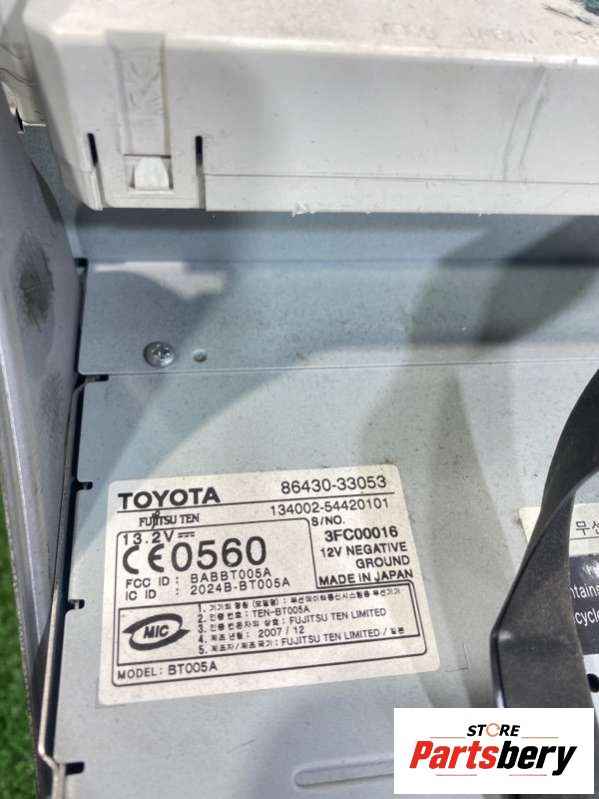 TOYOTA 86430-33053
FUJITSU TEN 134002-54420101
13.2V S/NO.
CE0560 3FC00016
FCC ID : BABBT005A 12V NEGATIVE
IC ID : 2024B-BT005A GROUND
MADE IN JAPAN
MIC
1. 기기의 명칭 (모델명) : 무선데이터통신시스템용 무선기기
2. 인증번호 : TEN-BT005A
3. 인증받은자의 상호 : FUJITSU TEN LIMITED
4. 제조년월 : 2007 / 12
5. 제조자/제조국가 : FUJITSU TEN LIMITED / 일본
MODEL: BT005A
무선
STORE
Partsbery